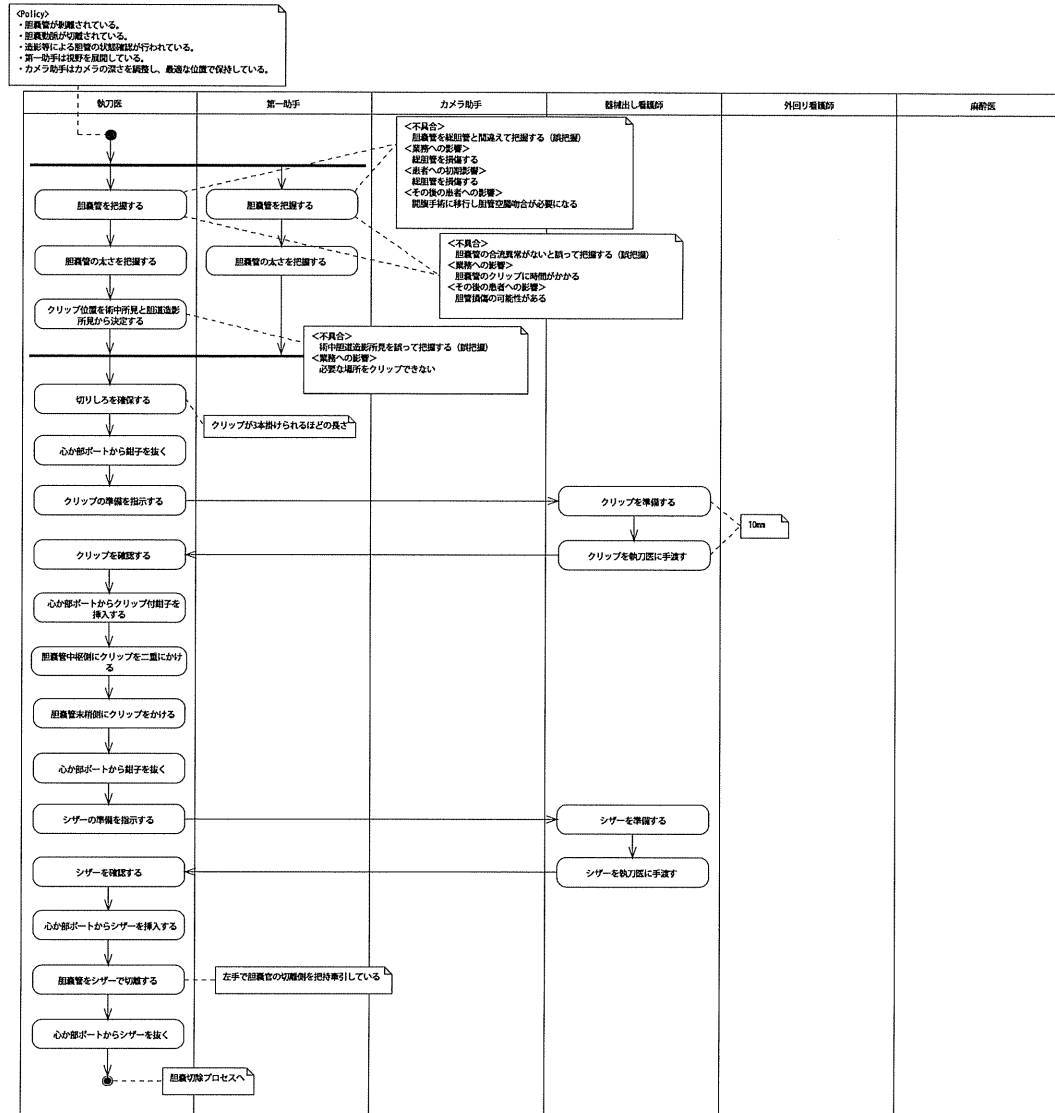 <Policy>
・胆嚢管が剥離されている。
・胆嚢動脈が切離されている。
・造影等による胆管の状態確認が行われている。
・第一助手は視野を展開している。
・カメラ助手はカメラの深さを調整し、最適な位置で保持している。
執刀医
第一助手
カメラ助手
器械出し看護師
外回り看護師
麻酔医
<不具合>
胆嚢管を総胆管と間違えて把握する（誤把握）
<業務への影響>
総胆管を損傷する
<患者への初期影響>
総胆管を損傷する
<その後の患者への影響>
開腹手術に移行し胆管空腸吻合が必要になる
胆嚢管を把握する
胆嚢管を把握する
<不具合>
胆嚢管の合流異常がないと誤って把握する（誤把握）
<業務への影響>
胆嚢管のクリップに時間がかかる
<その後の患者への影響>
胆管損傷の可能性がある
胆嚢管の太さを把握する
胆嚢管の太さを把握する
クリップ位置を術中所見と胆道造影
所見から決定する
<不具合>
術中胆道造影所見を誤って把握する（誤把握）
<業務への影響>
必要な場所をクリップできない
切りしろを確保する
クリップが3本掛けられるほどの長さ
心か部ポートから鉗子を抜く
クリップの準備を指示する
クリップを準備する
10mm
クリップを確認する
クリップを執刀医に手渡す
心か部ポートからクリップ付鉗子を
挿入する
胆嚢管中枢側にクリップを二重にかけ
る
胆嚢管末梢側にクリップをかける
心か部ポートから鉗子を抜く
シザーの準備を指示する
シザーを準備する
シザーを確認する
シザーを執刀医に手渡す
心か部ポートからシザーを挿入する
胆嚢管をシザーで切離する
左手で胆嚢官の切離側を把持牽引している
心か部ポートからシザーを抜く
胆嚢切除プロセスへ